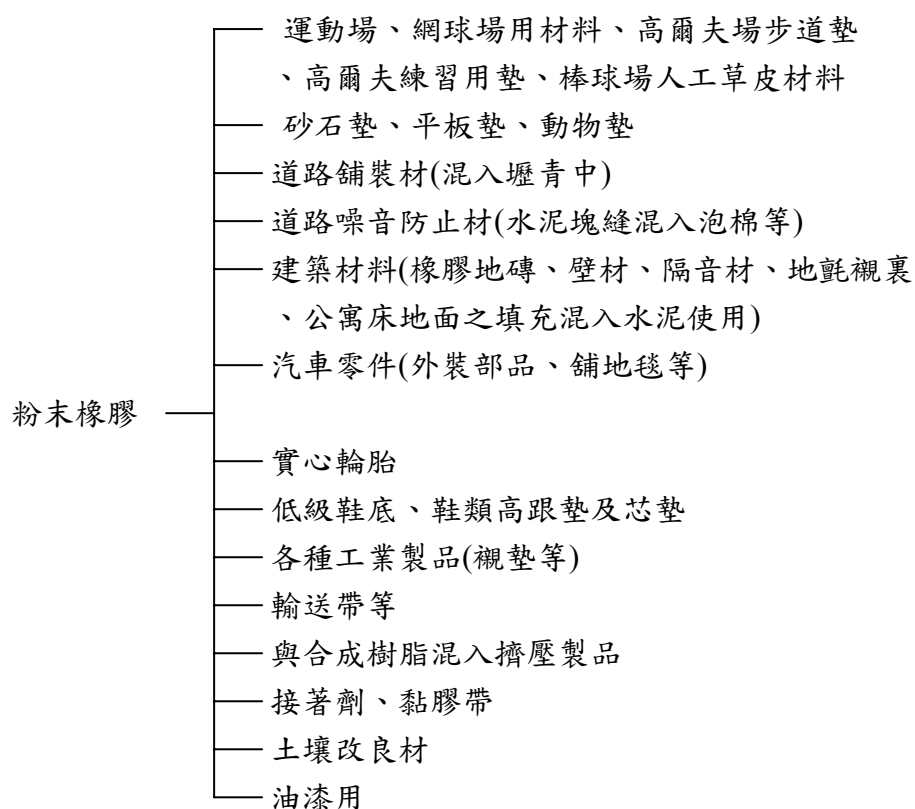 運動場、網球場用材料、高爾夫場步道墊
、高爾夫練習用墊、棒球場人工草皮材料
砂石墊、平板墊、動物墊
道路舖裝材(混入壢青中)
道路噪音防止材(水泥塊縫混入泡棉等)
建築材料(橡膠地磚、壁材、隔音材、地氈襯裏
、公寓床地面之填充混入水泥使用)
汽車零件(外裝部品、舖地毯等)
粉末橡膠
實心輪胎
低級鞋底、鞋類高跟墊及芯墊
各種工業製品(襯墊等)
輸送帶等
與合成樹脂混入擠壓製品
接著劑、黏膠帶
土壤改良材
油漆用